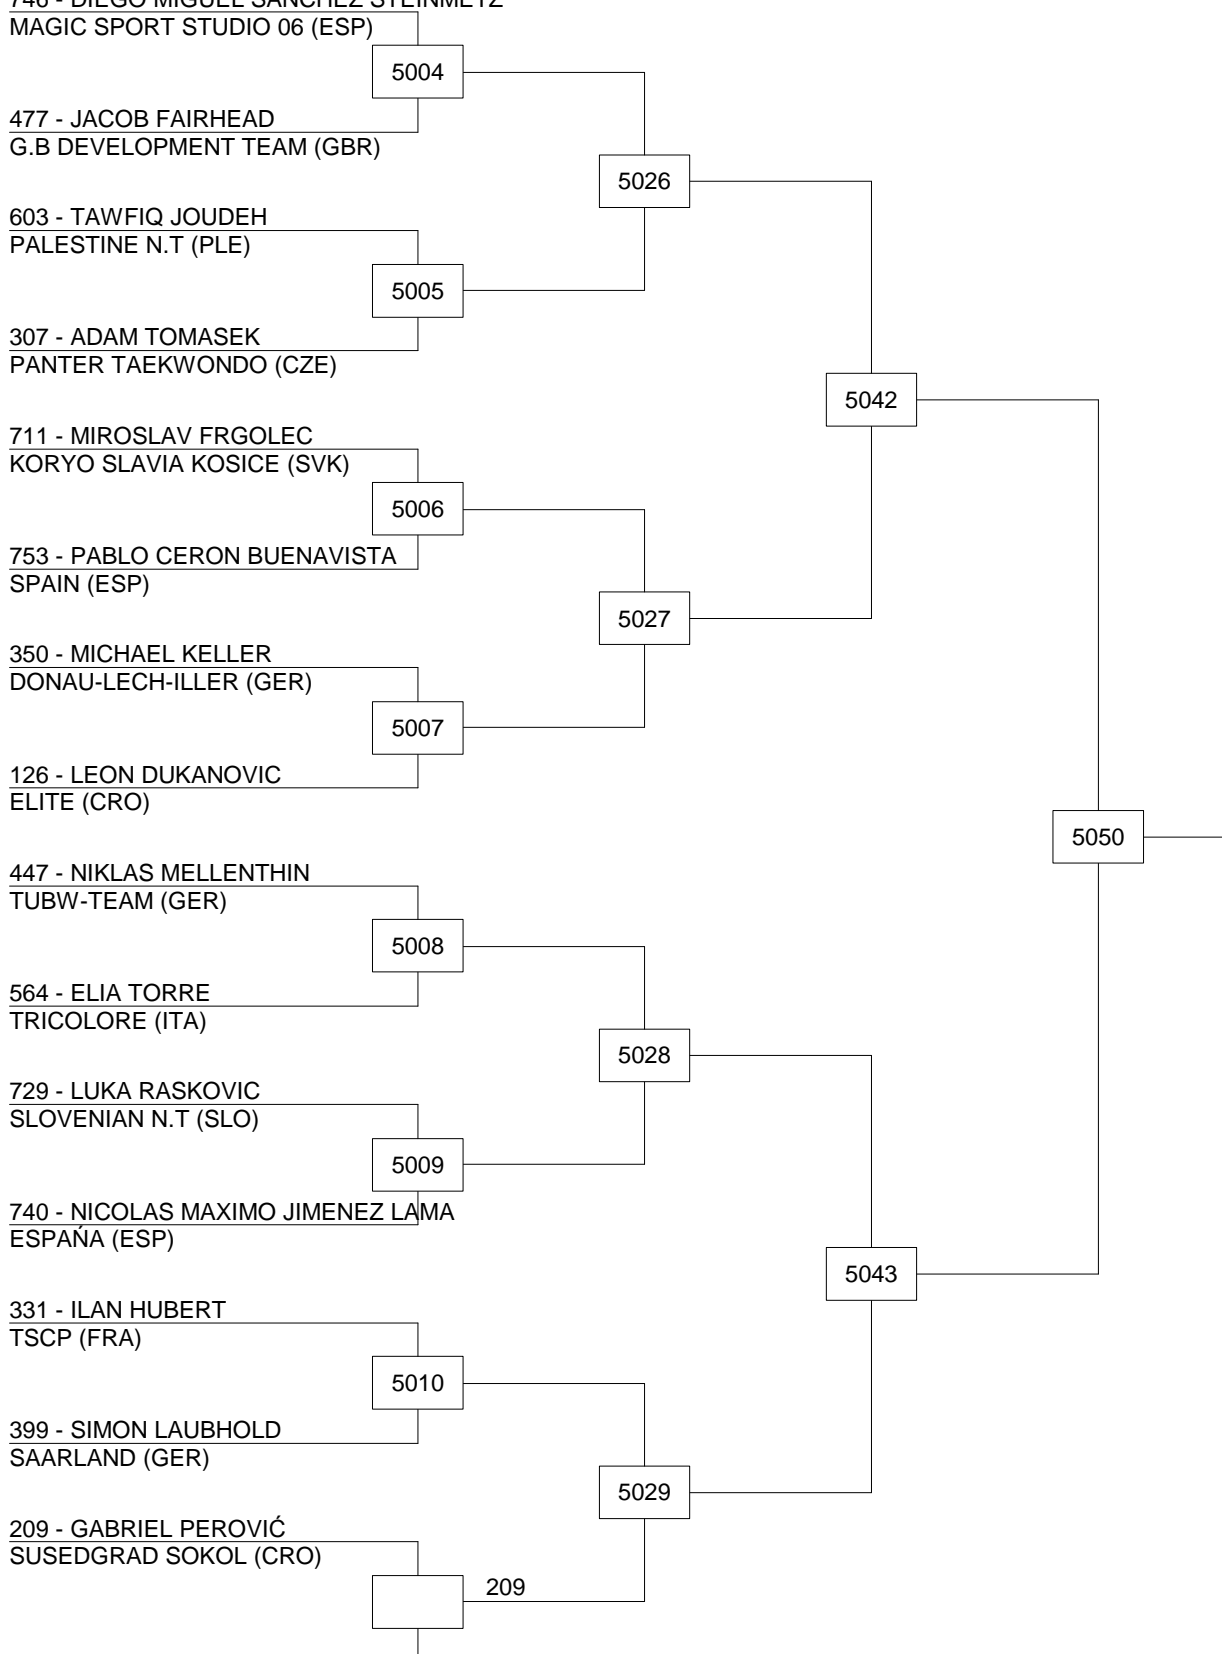 746 - DIEGO MIGUEL SANCHEZ STEINMETZ
MAGIC SPORT STUDIO 06 (ESP)
5004
477 - JACOB FAIRHEAD
G.B DEVELOPMENT TEAM (GBR)
5026
603 - TAWFIQ JOUDEH
PALESTINE N.T (PLE)
5005
307 - ADAM TOMASEK
PANTER TAEKWONDO (CZE)
5042
711 - MIROSLAV FRGOLEC
KORYO SLAVIA KOSICE (SVK)
5006
753 - PABLO CERON BUENAVISTA
SPAIN (ESP)
5027
350 - MICHAEL KELLER
DONAU-LECH-ILLER (GER)
5007
126 - LEON DUKANOVIC
ELITE (CRO)
5050
447 - NIKLAS MELLENTHIN
TUBW-TEAM (GER)
5008
564 - ELIA TORRE
TRICOLORE (ITA)
5028
729 - LUKA RASKOVIC
SLOVENIAN N.T (SLO)
5009
740 - NICOLAS MAXIMO JIMENEZ LAMA
ESPAŃA (ESP)
5043
331 - ILAN HUBERT
TSCP (FRA)
5010
399 - SIMON LAUBHOLD
SAARLAND (GER)
5029
209 - GABRIEL PEROVIĆ
SUSEDGRAD SOKOL (CRO)
209